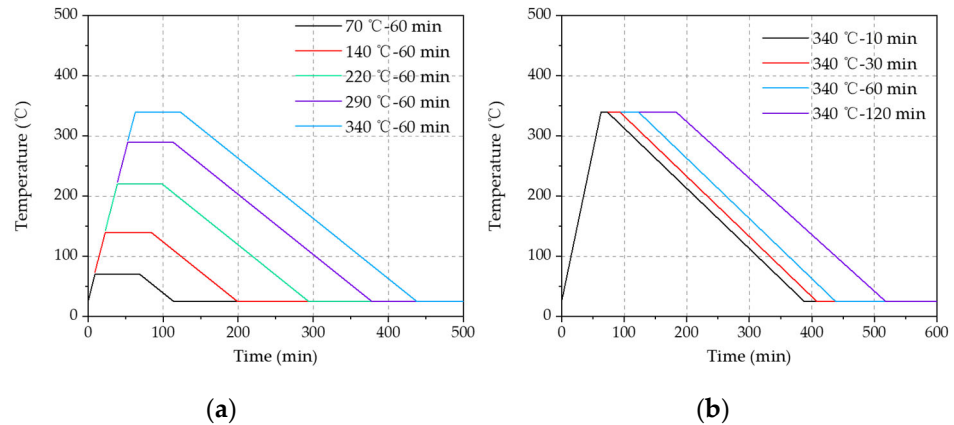 70 ℃-60 min
140 ℃-60 min
220 ℃-60 min
290 ℃-60 min
340 ℃-60 min
500
400
300
200
100
0
Temperature (℃)
0 100 200 300 400 500
Time (min)
(a)
340 ℃-10 min
340 ℃-30 min
340 ℃-60 min
340 ℃-120 min
500
400
300
200
100
0
Temperature (℃)
0 100 200 300 400 500 600
Time (min)
(b)